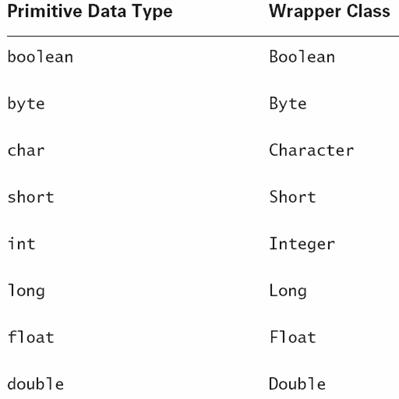 Primitive Data Type Wrapper Class
boolean Boolean
byte Byte
char Character
short Short
int Integer
long Long
float Float
double Double